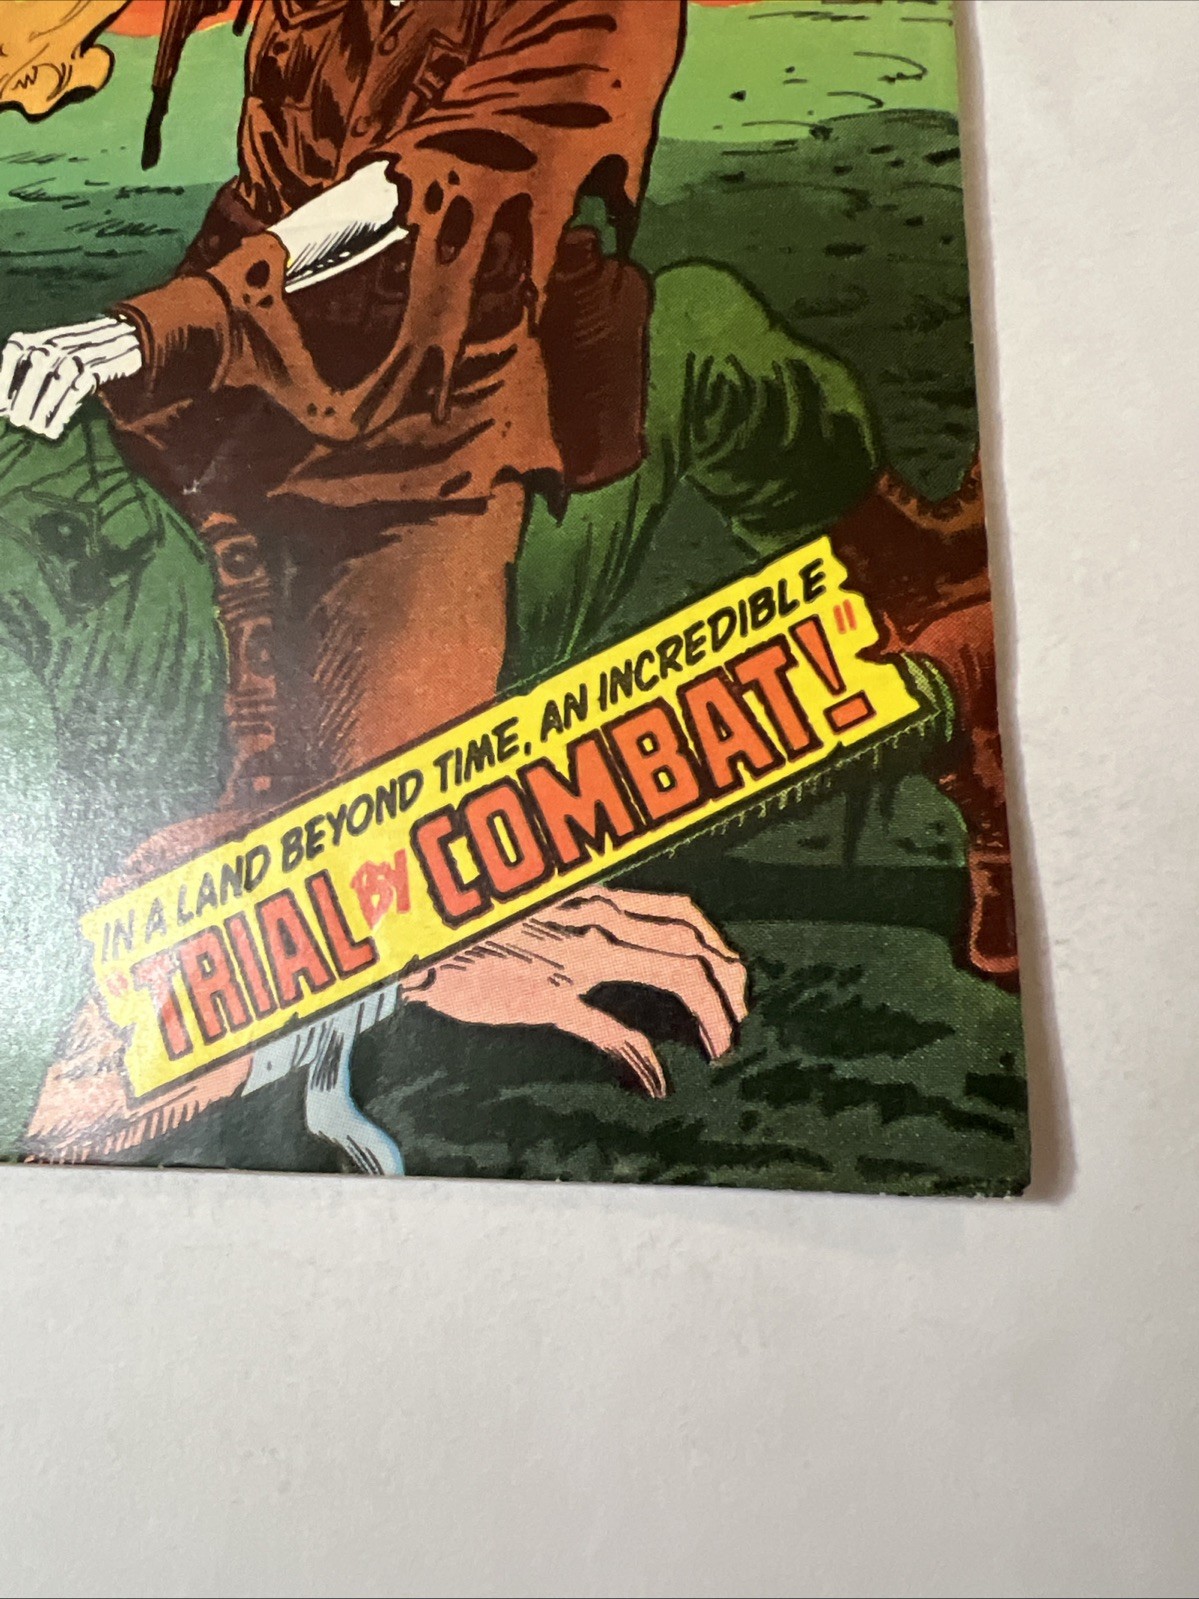 IN A LAND BEYOND TIME, AN INCREDIBLE
"TRIAL BY COMBAT!"